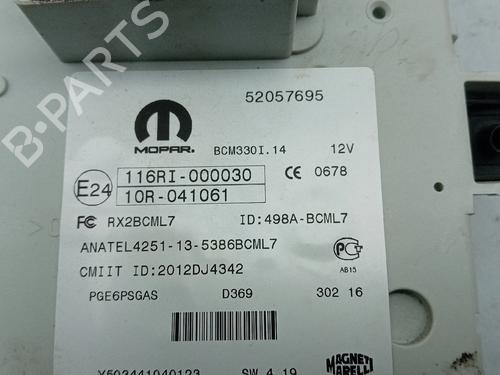 52057695
MOPAR.
BCM330I.14 12V
E24 116RI-000030 CE 0678
10R-041061
FC RX2BCML7 ID:498A-BCML7
ANATEL4251-13-5386BCML7
CMIIT ID:2012DJ4342
AB15
PGE6PSGAS D369 302 16
Y503441040123 SW 4.19
MAGNETI
MARELLI